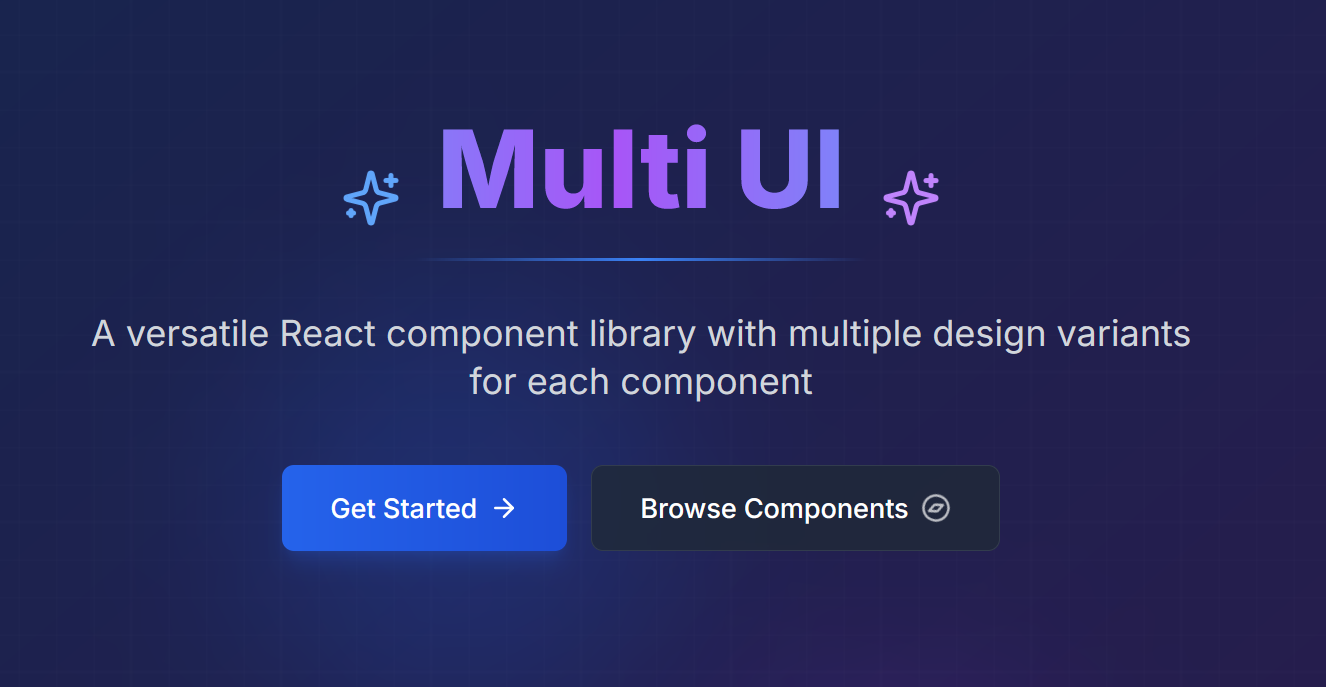 Multi UI
A versatile React component library with multiple design variants
for each component
Get Started
Browse Components